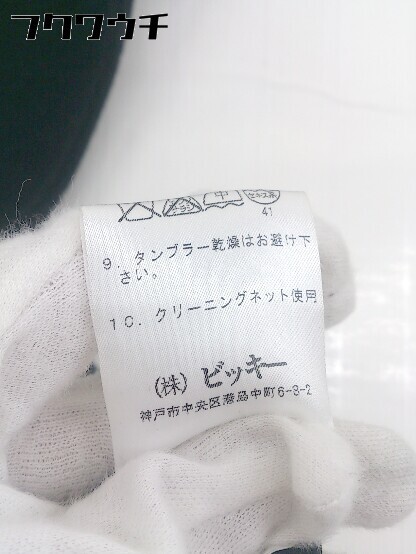 フクワウチ
中
41
9. タンブラー乾燥はお避け下
さい。
10. クリーニングネット使用
(株) ビッキー
神戸市中央区港島中町6-8-2